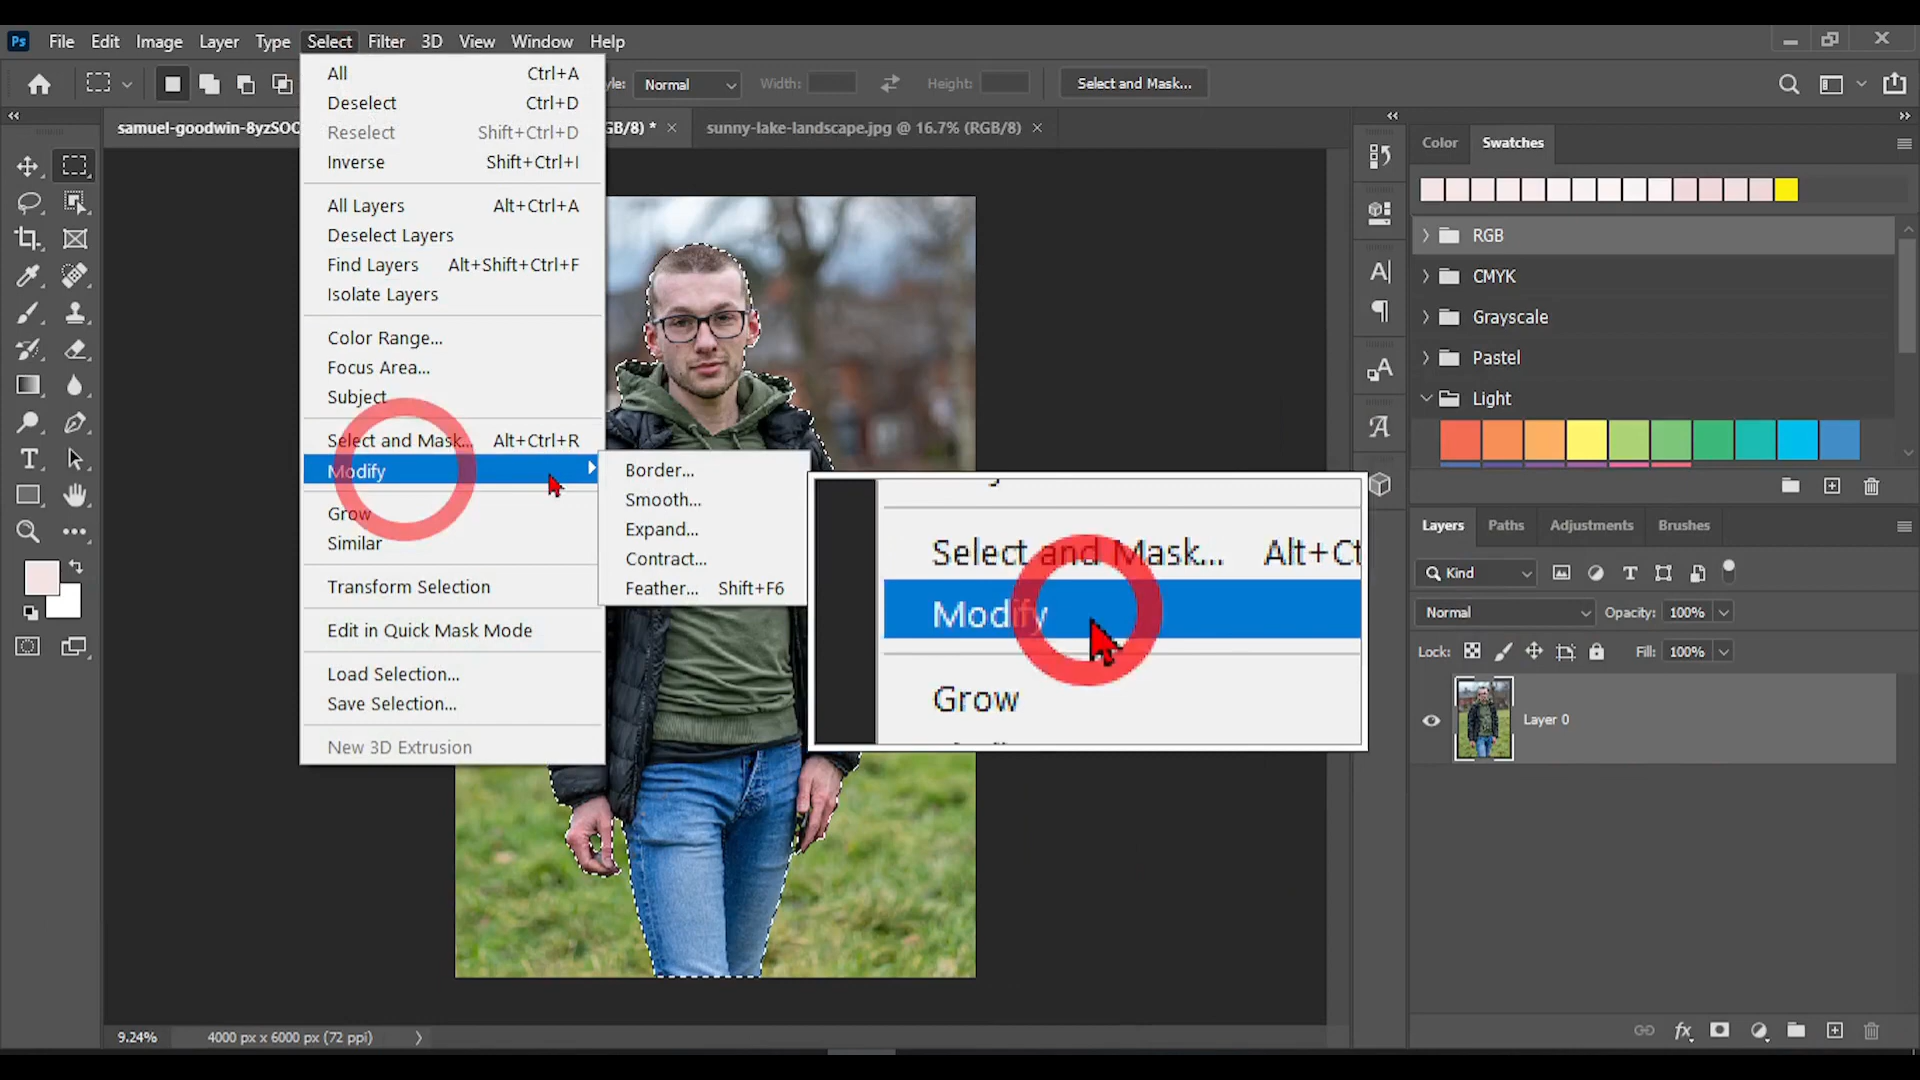 Ps File Edit Image Layer Type Select Filter 3D View Window Help
Normal Width: Height: Select and Mask...
samuel-goodwin-8yzSO GB/8) * × sunny-lake-landscape.jpg @ 16.7% (RGB/8) ×
All Ctrl+A
Deselect Ctrl+D
Reselect Shift+Ctrl+D
Inverse Shift+Ctrl+I
All Layers Alt+Ctrl+A
Deselect Layers
Find Layers Alt+Shift+Ctrl+F
Isolate Layers
Color Range...
Focus Area...
Subject...
Select and Mask... Alt+Ctrl+R
Modify
Grow
Similar
Transform Selection
Edit in Quick Mask Mode
Load Selection...
Save Selection...
New 3D Extrusion
Border...
Smooth...
Expand...
Contract...
Feather... Shift+F6
Select and Mask... Alt+Ct
Modify
Grow
Color Swatches
RGB
CMYK
Grayscale
Pastel
Light
Layers Paths Adjustments Brushes
Kind
Normal Opacity: 100%
Lock: Fill: 100%
Layer 0
fx
9.24% 4000 px x 6000 px (72 ppi)